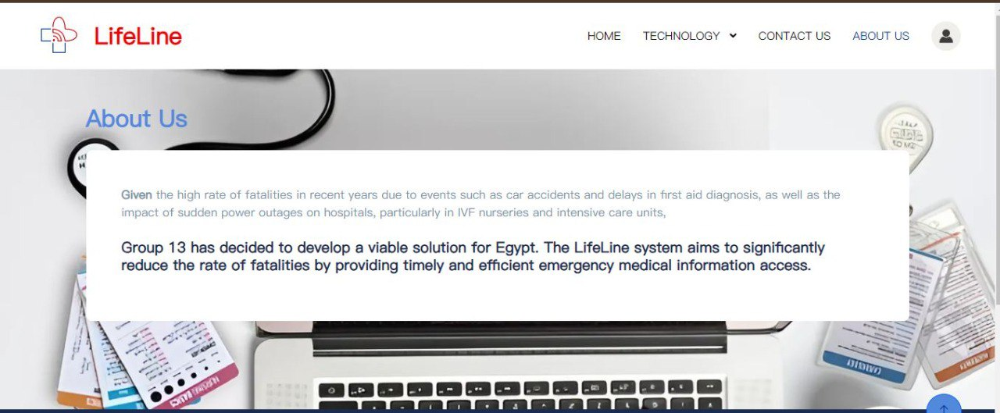 LifeLine
HOME TECHNOLOGY CONTACT US ABOUT US
About Us
Given the high rate of fatalities in recent years due to events such as car accidents and delays in first aid diagnosis, as well as the
impact of sudden power outages on hospitals, particularly in IVF nurseries and intensive care units,
Group 13 has decided to develop a viable solution for Egypt. The LifeLine system aims to significantly
reduce the rate of fatalities by providing timely and efficient emergency medical information access.